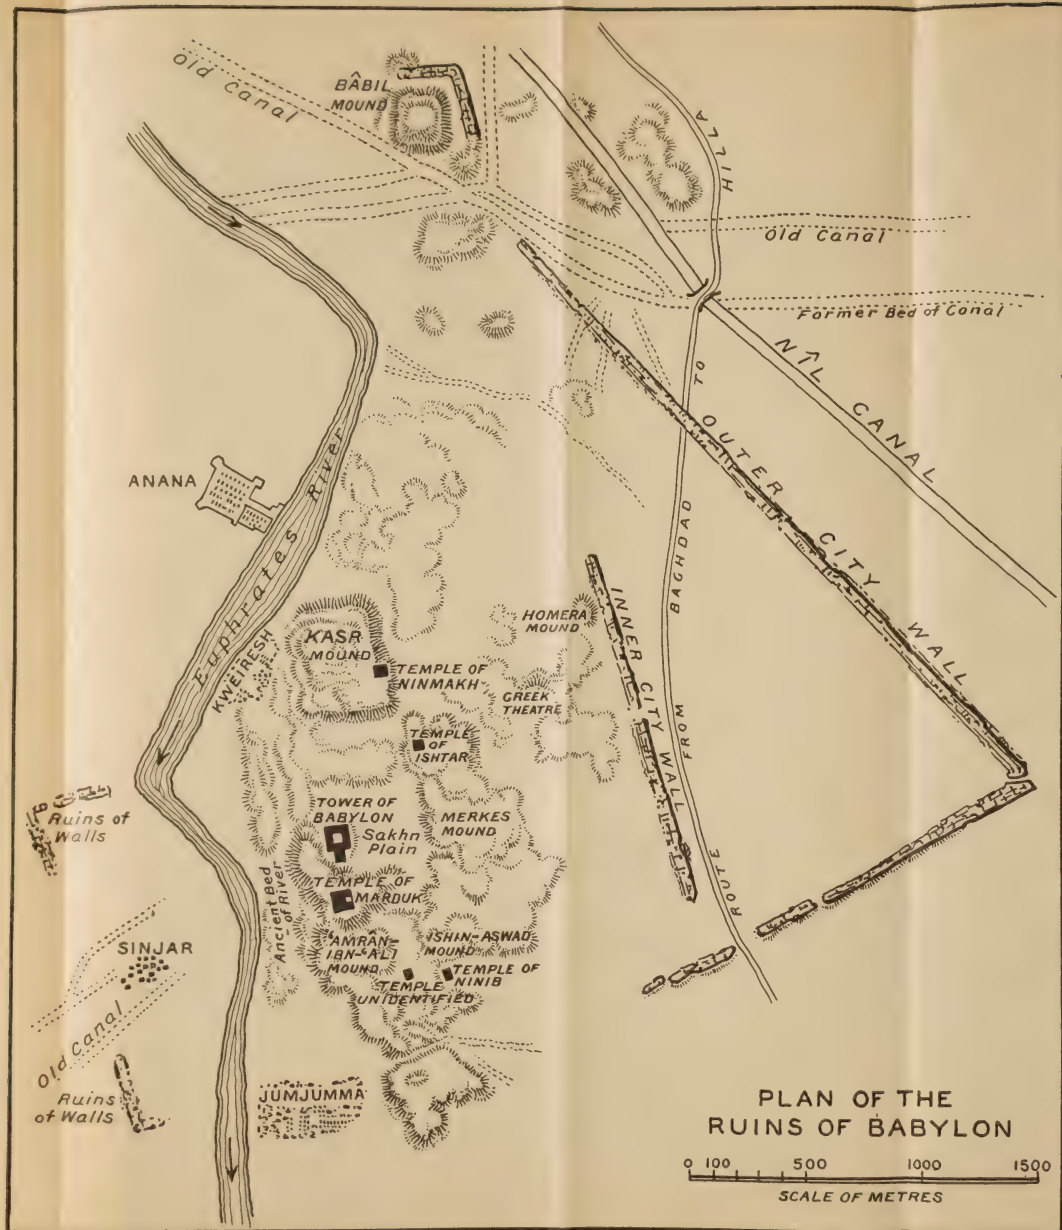 Old Canal
BÂBIL
MOUND
HILLA
Old Canal
Former Bed of Canal
NÎL CANAL
TO
OUTER CITY WALL
ANANA
Euphrates River
BAGHDAD
INNER CITY WALL
HOMERA
MOUND
KASR
MOUND
KWEIRESH
TEMPLE OF
NINMAKH
GREEK
THEATRE
FROM
TEMPLE
OF
ISHTAR
TOWER OF
BABYLON
Sakhn
Plain
MERKES
MOUND
Ruins of
Walls
ROUTE
TEMPLE OF
MARDUK
Ancient Bed
of River
'AMRÂN-
IBN-'ALI
MOUND
ISHIN-ASWAD
MOUND
SINJAR
TEMPLE
UNIDENTIFIED
TEMPLE OF
NINIB
Old Canal
Ruins
of Walls
JUMJUMMA
PLAN OF THE
RUINS OF BABYLON
0 100 500 1000 1500
SCALE OF METRES